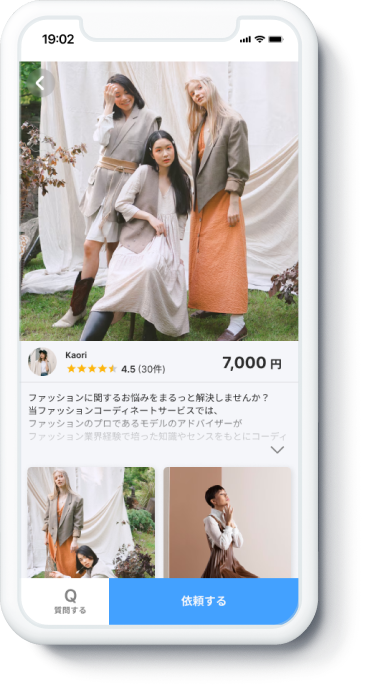 19:02
Kaori
4.5 (30件)
7,000 円
ファッションに関するお悩みをまるっと解決しませんか？
当ファッションコーディネートサービスでは、
ファッションのプロであるモデルのアドバイザーが
ファッション業界経験で培った知識やセンスをもとにコーディ
Q
質問する
依頼する